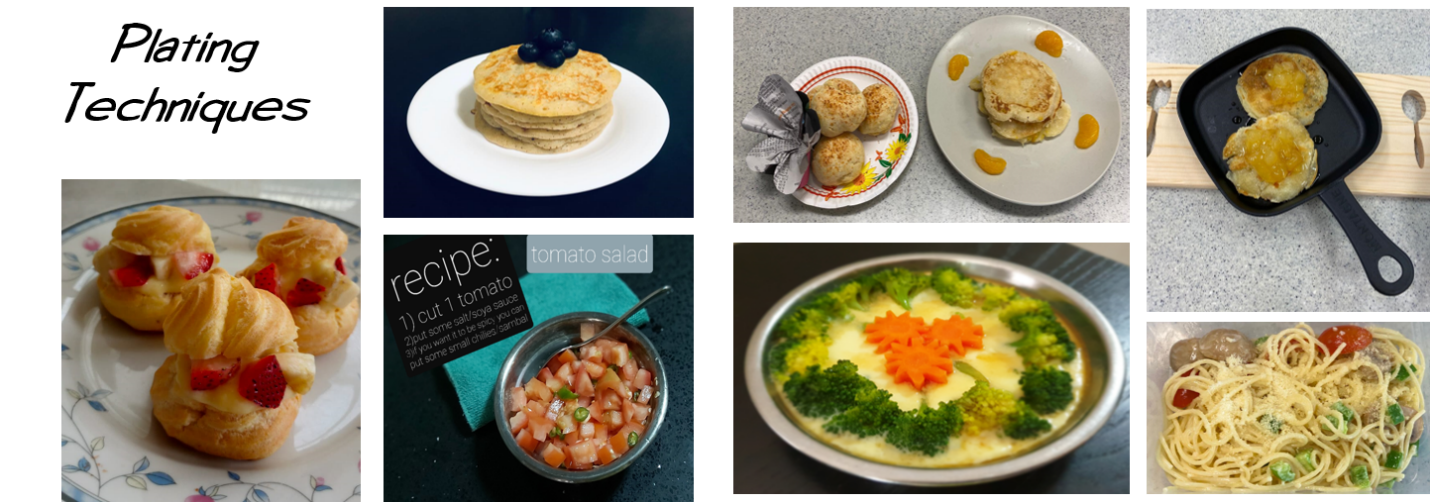 Plating
Techniques
recipe:
tomato salad
1) cut 1 tomato
2)put some salt/soya sauce
3)if you want it to be spicy you can
put some small chillies/sambal